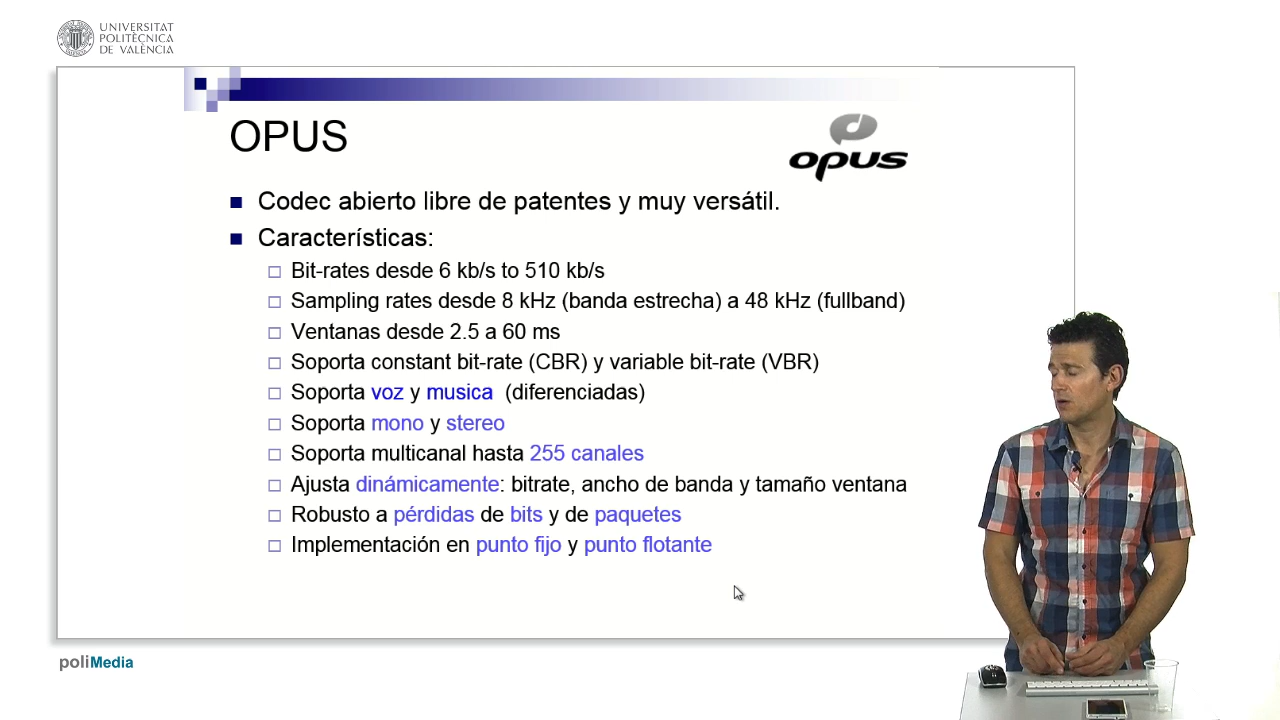 UNIVERSITAT
POLITÈCNICA
DE VALÈNCIA
OPUS
opus
Codec abierto libre de patentes y muy versátil.
Características:
Bit-rates desde 6 kb/s to 510 kb/s
Sampling rates desde 8 kHz (banda estrecha) a 48 kHz (fullband)
Ventanas desde 2.5 a 60 ms
Soporta constant bit-rate (CBR) y variable bit-rate (VBR)
Soporta voz y musica (diferenciadas)
Soporta mono y stereo
Soporta multicanal hasta 255 canales
Ajusta dinámicamente: bitrate, ancho de banda y tamaño ventana
Robusto a pérdidas de bits y de paquetes
Implementación en punto fijo y punto flotante
poliMedia